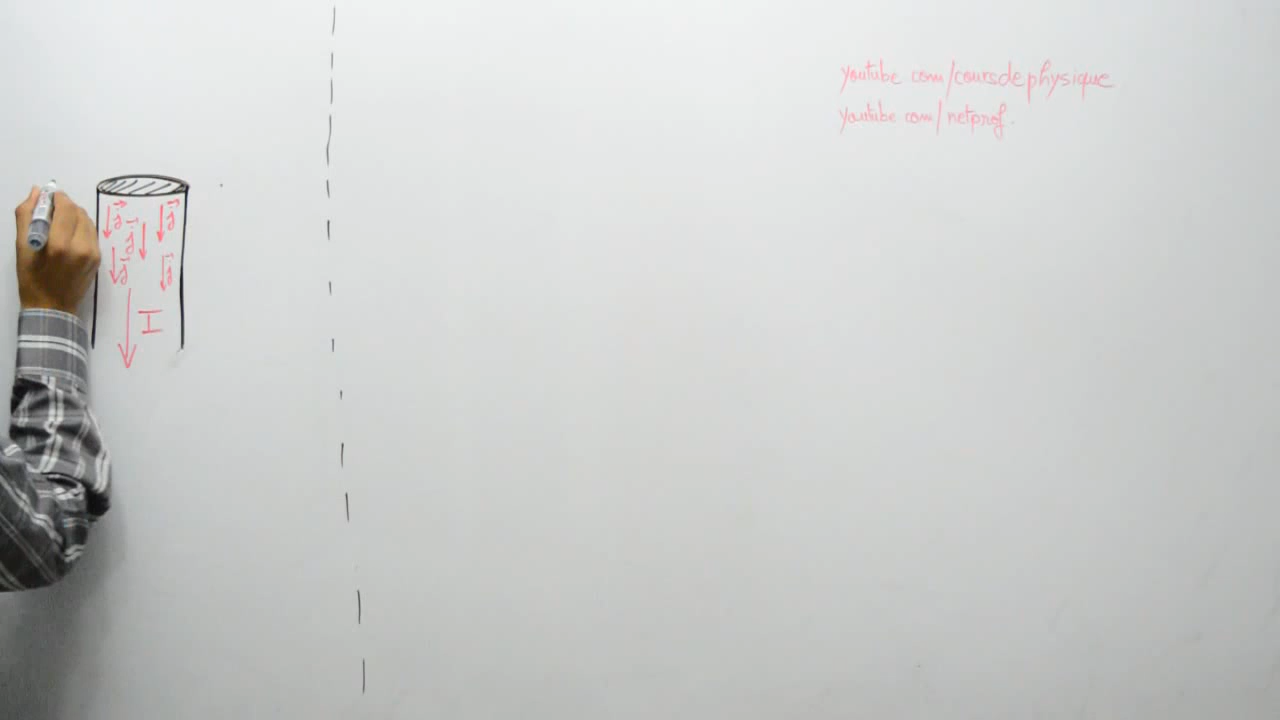 youtube com/coursdephysique
youtube com/netprof.
j⃗ j⃗
j⃗
j⃗ j⃗
I